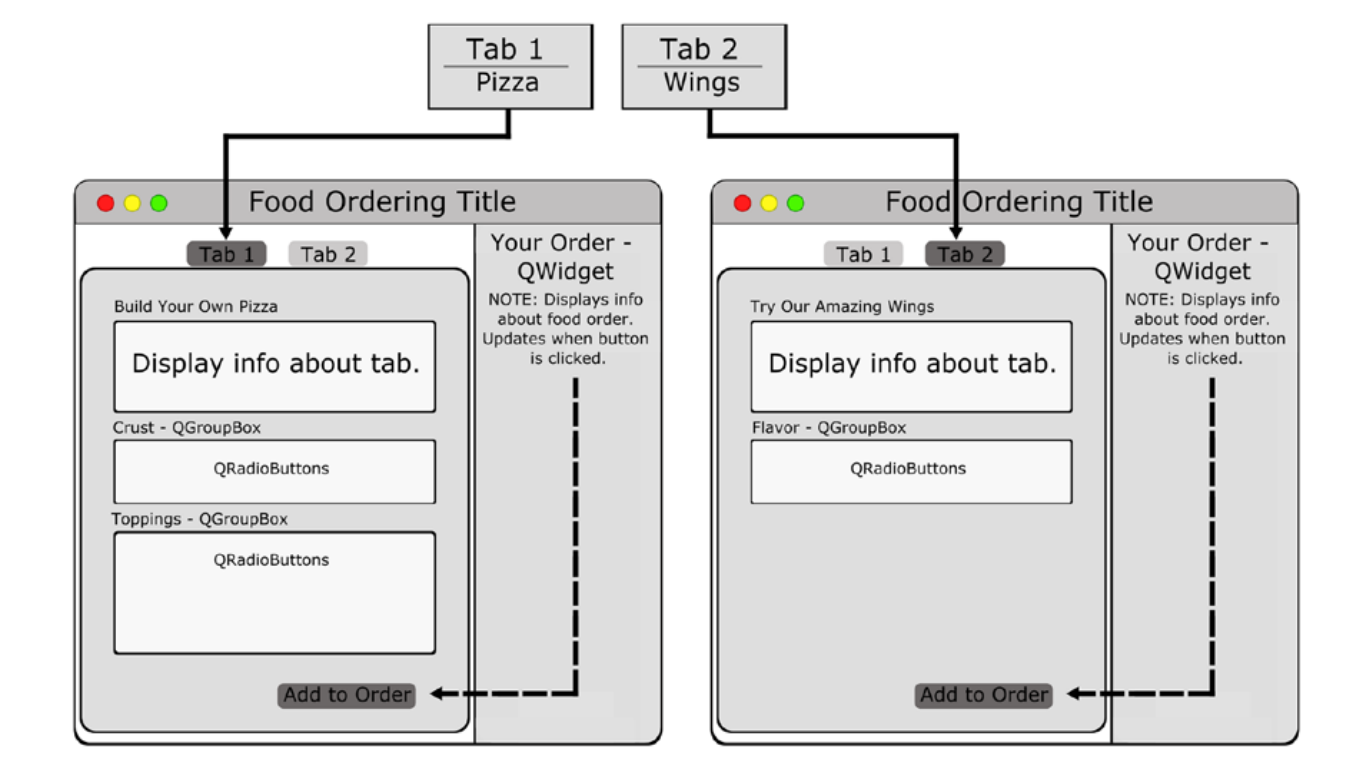 Tab 1
Pizza
Tab 2
Wings
Food Ordering Title
Tab 1
Tab 2
Your Order -
QWidget
NOTE: Displays info
about food order.
Updates when button
is clicked.
Build Your Own Pizza
Display info about tab.
Crust - QGroupBox
QRadioButtons
Toppings - QGroupBox
QRadioButtons
Add to Order
Food Ordering Title
Tab 1
Tab 2
Your Order -
QWidget
NOTE: Displays info
about food order.
Updates when button
is clicked.
Try Our Amazing Wings
Display info about tab.
Flavor - QGroupBox
QRadioButtons
Add to Order